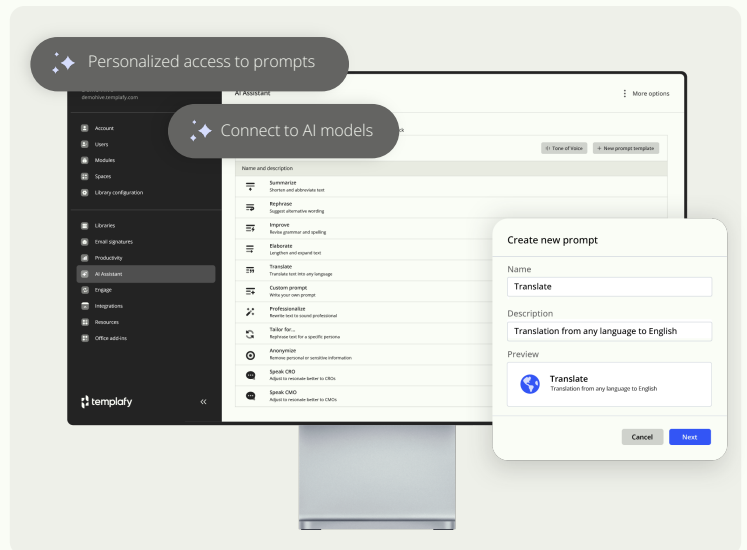 Personalized access to prompts
Connect to AI models
demohive.templafy.com
Account
Users
Modules
Spaces
Library configuration
Libraries
Email signatures
Productivity
AI Assistant
Engage
Integrations
Resources
Office add-ins
templafy
AI Assistant
More options
Tone of Voice
+ New prompt template
Name and description
Summarize
Shorten and abbreviate text
Rephrase
Suggest alternative wording
Improve
Revise grammar and spelling
Elaborate
Lengthen and expand text
Translate
Translate text into any language
Custom prompt
Write your own prompt
Professionalize
Rewrite text to sound professional
Tailor for...
Rephrase text for a specific persona
Anonymize
Remove personal or sensitive information
Speak CRO
Adjust to resonate better to CROs
Speak CMO
Adjust to resonate better to CMOs
Create new prompt
Name
Translate
Description
Translation from any language to English
Preview
Translate
Translation from any language to English
Cancel
Next